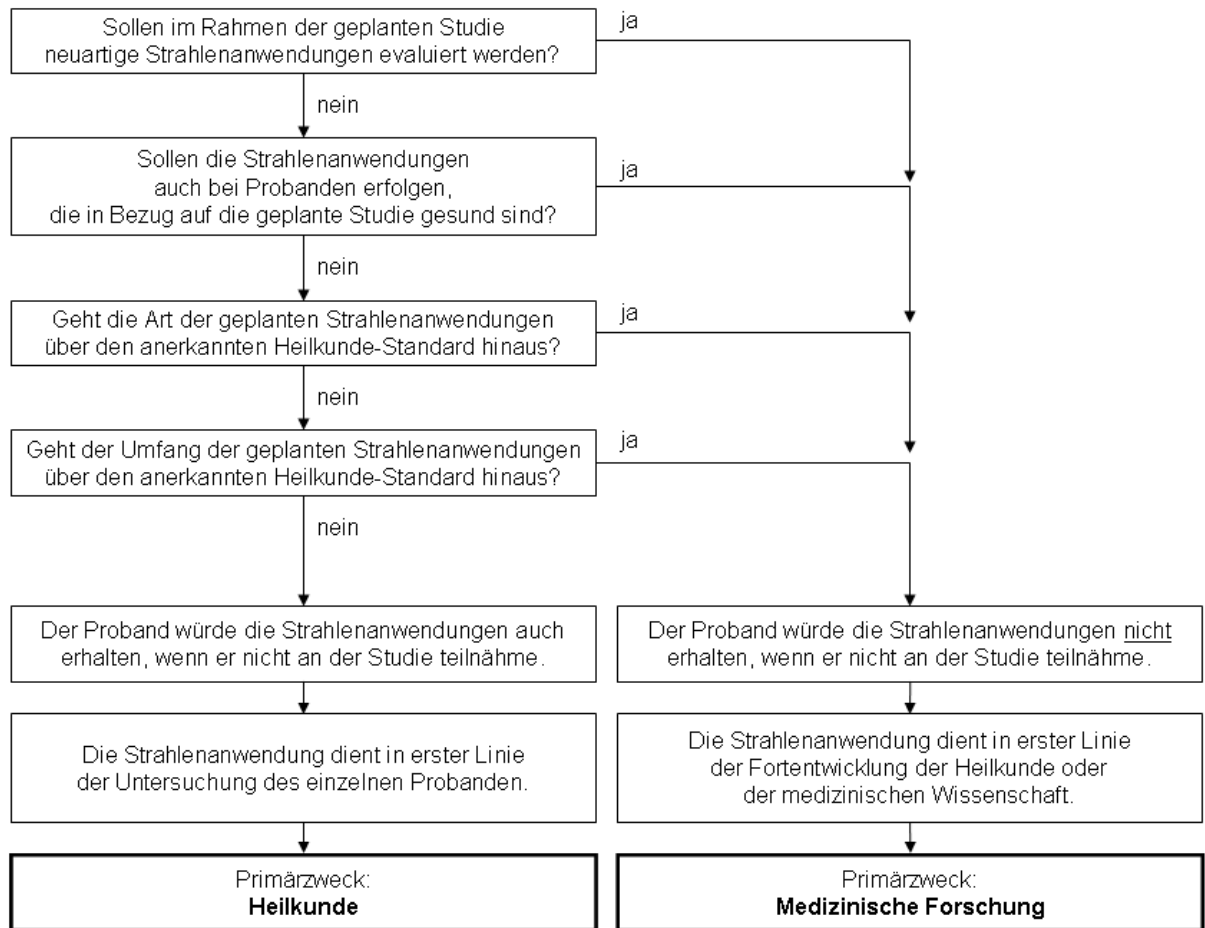 Sollen im Rahmen der geplanten Studie
neuartige Strahlenanwendungen evaluiert werden?
ja
nein
Sollen die Strahlenanwendungen
auch bei Probanden erfolgen,
die in Bezug auf die geplante Studie gesund sind?
ja
nein
Geht die Art der geplanten Strahlenanwendungen
über den anerkannten Heilkunde-Standard hinaus?
ja
nein
Geht der Umfang der geplanten Strahlenanwendungen
über den anerkannten Heilkunde-Standard hinaus?
ja
nein
Der Proband würde die Strahlenanwendungen auch
erhalten, wenn er nicht an der Studie teilnähme.
Der Proband würde die Strahlenanwendungen nicht
erhalten, wenn er nicht an der Studie teilnähme.
Die Strahlenanwendung dient in erster Linie
der Untersuchung des einzelnen Probanden.
Die Strahlenanwendung dient in erster Linie
der Fortentwicklung der Heilkunde oder
der medizinischen Wissenschaft.
Primärzweck:
Heilkunde
Primärzweck:
Medizinische Forschung